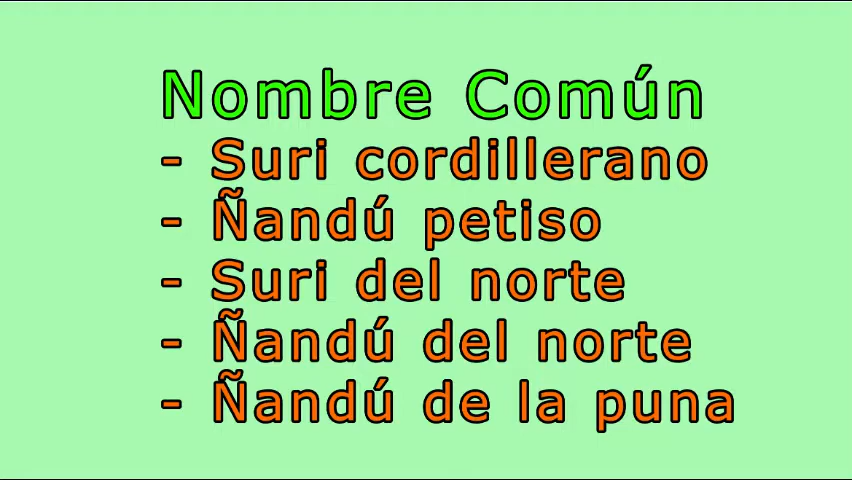 Nombre Común
- Suri cordillerano
- Ñandú petiso
- Suri del norte
- Ñandú del norte
- Ñandú de la puna